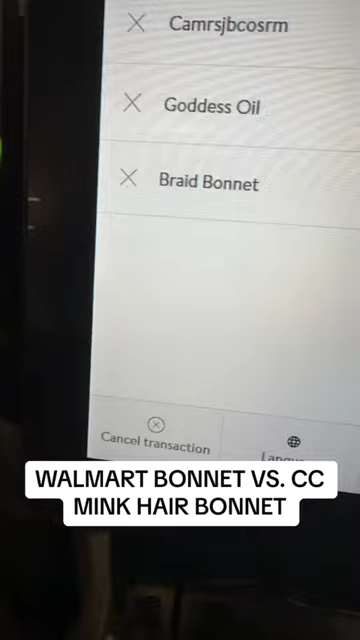 Camrsjbcosrm
Goddess Oil
Braid Bonnet
Cancel transaction
WALMART BONNET VS. CC
MINK HAIR BONNET